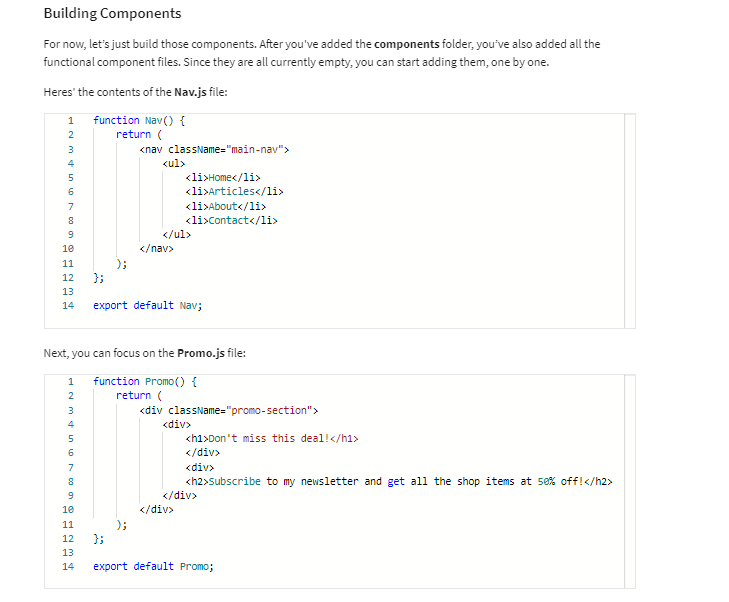 Building Components
For now, let's just build those components. After you've added the components folder, you've also added all the
functional component files. Since they are all currently empty, you can start adding them, one by one.
Heres' the contents of the Nav.js file:
1 function Nav() {
2 return (
3 <nav className="main-nav">
4 <ul>
5 <li>Home</li>
6 <li>Articles</li>
7 <li>About</li>
8 <li>Contact</li>
9 </ul>
10 </nav>
11 );
12 };
13
14 export default Nav;
Next, you can focus on the Promo.js file:
1 function Promo() {
2 return (
3 <div className="promo-section">
4 <div>
5 <h1>Don't miss this deal!</h1>
6 </div>
7 <div>
8 <h2>Subscribe to my newsletter and get all the shop items at 50% off!</h2>
9 </div>
10 </div>
11 );
12 };
13
14 export default Promo;